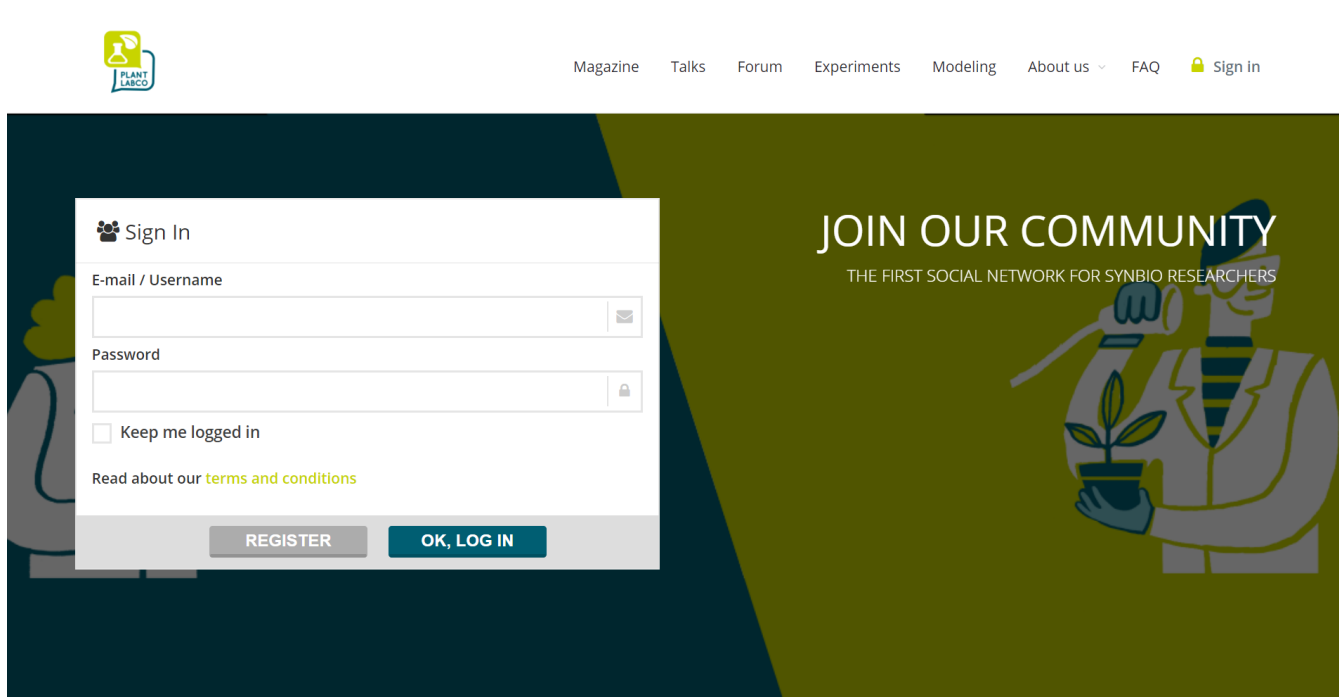 PLANT
LABCO
Magazine Talks Forum Experiments Modeling About us FAQ Sign in
Sign In
E-mail / Username
Password
Keep me logged in
Read about our terms and conditions
REGISTER OK, LOG IN
JOIN OUR COMMUNITY
THE FIRST SOCIAL NETWORK FOR SYNBIO RESEARCHERS